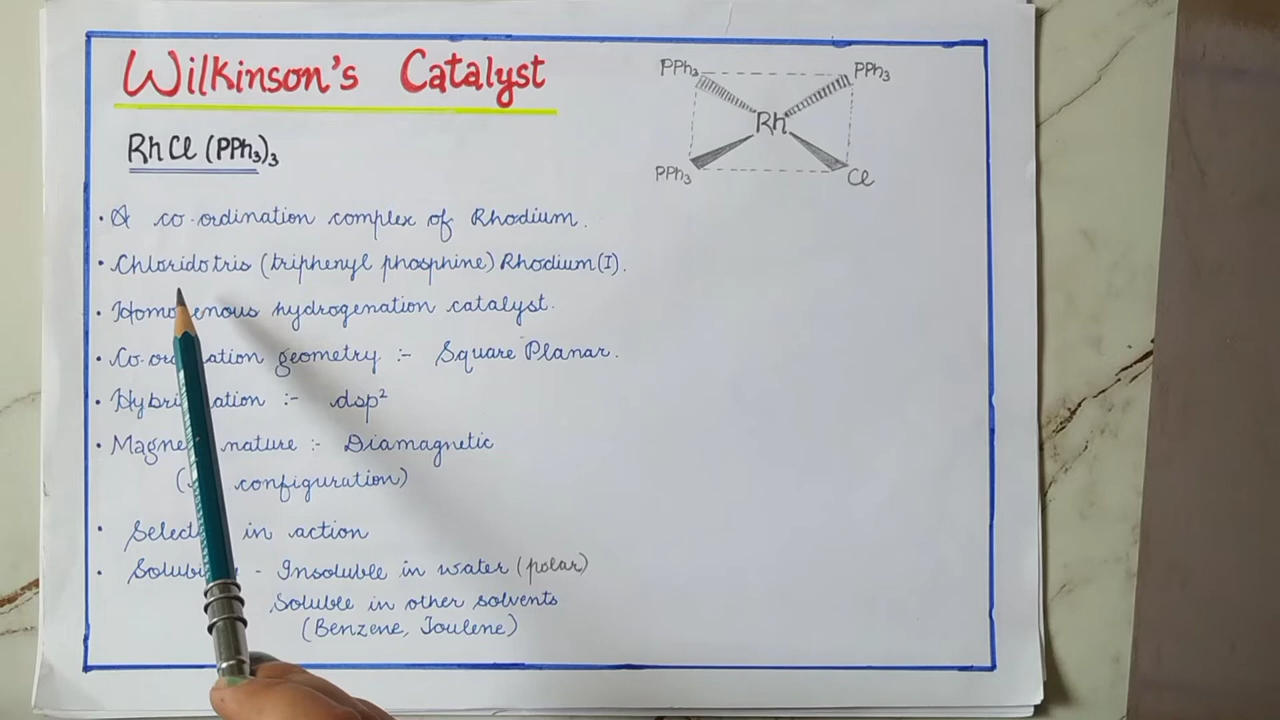 Wilkinson's Catalyst
RhCl(PPh3)3
PPh3 PPh3
Rh
PPh3 Cl
• A co-ordination complex of Rhodium.
• Chloridotris (triphenyl phosphine) Rhodium(I).
• hydrogenation catalyst.
• geometry :- Square Planar.
• :- dsp²
• nature :- Diamagnetic
configuration)
• in action
• - Insoluble in water (polar)
Soluble in other solvents
(Benzene, Toulene)